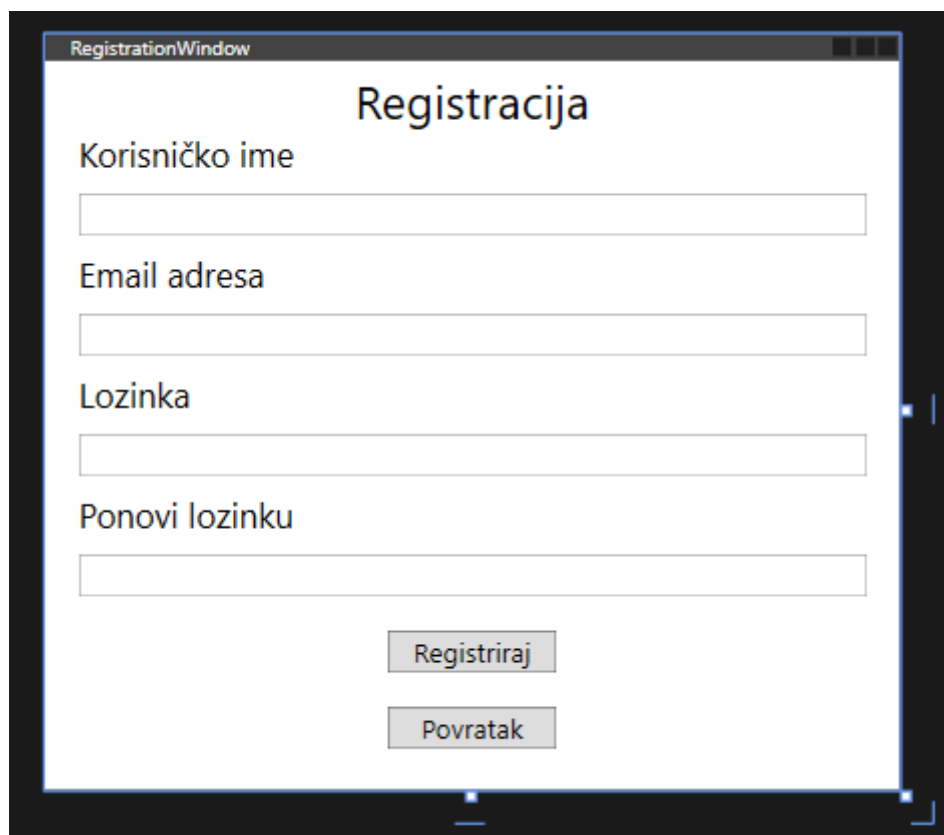 RegistrationWindow
Registracija
Korisničko ime
Email adresa
Lozinka
Ponovi lozinku
Registriraj
Povratak